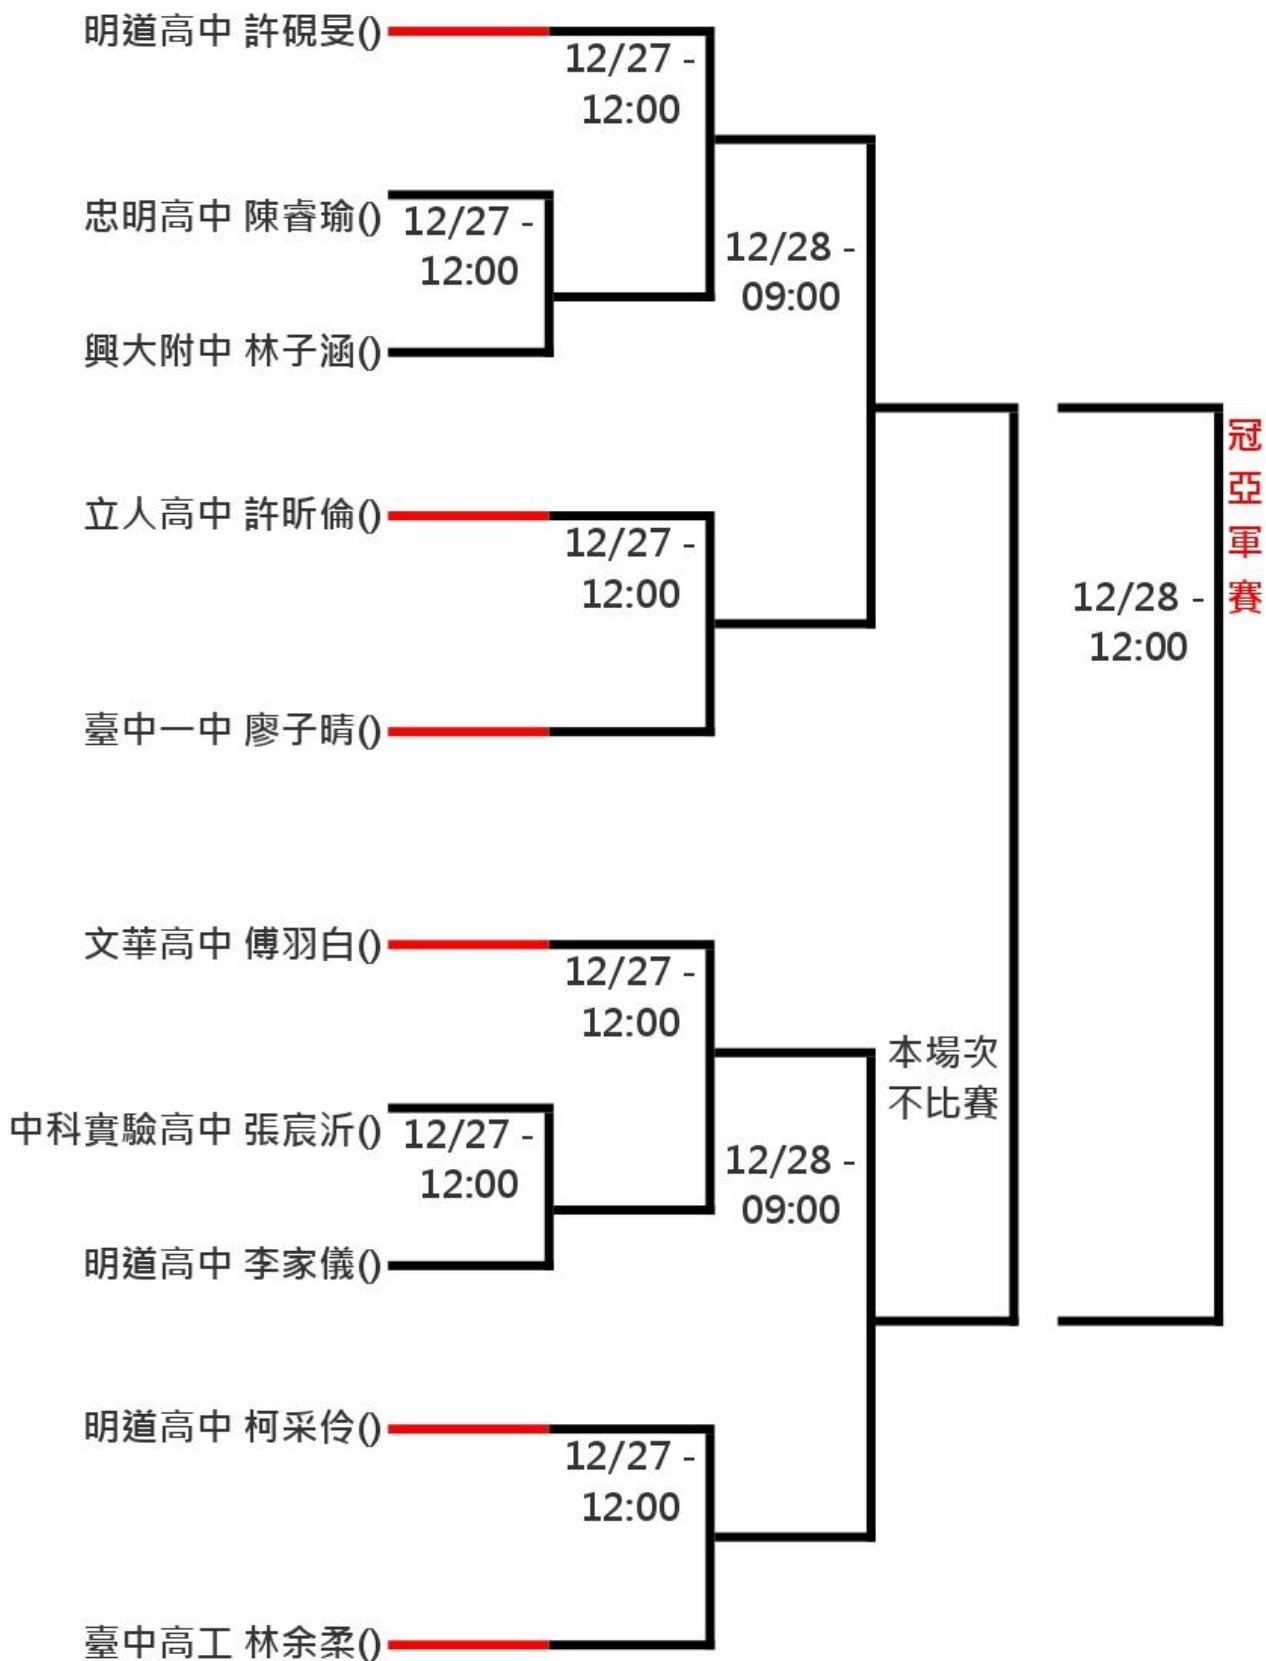 明道高中 許硯旻()
12/27 -
12:00
忠明高中 陳睿瑜()
12/27 -
12:00
12/28 -
09:00
興大附中 林子涵()
立人高中 許昕倫()
12/27 -
12:00
冠
亞
軍
賽
12/28 -
12:00
臺中一中 廖子晴()
文華高中 傅羽白()
12/27 -
12:00
本場次
不比賽
中科實驗高中 張宸沂()
12/27 -
12:00
12/28 -
09:00
明道高中 李家儀()
明道高中 柯采伶()
12/27 -
12:00
臺中高工 林余柔()